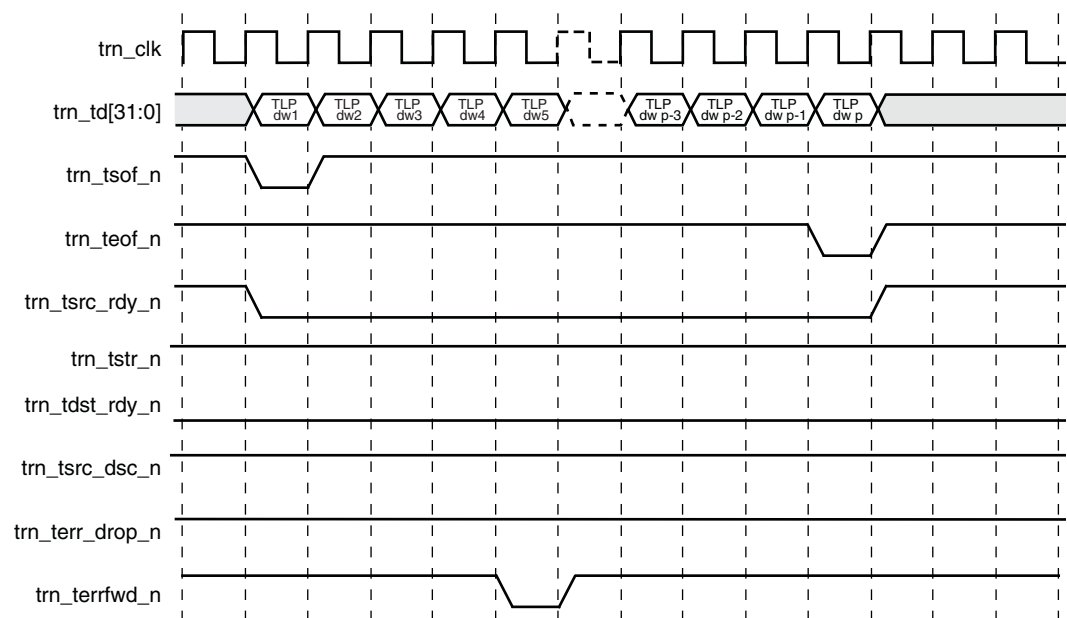 trn_clk
trn_td[31:0]
TLP dw1
TLP dw2
TLP dw3
TLP dw4
TLP dw5
TLP dw p-3
TLP dw p-2
TLP dw p-1
TLP dw p
trn_tsof_n
trn_teof_n
trn_tsrc_rdy_n
trn_tstr_n
trn_tdst_rdy_n
trn_tsrc_dsc_n
trn_terr_drop_n
trn_terrfwd_n